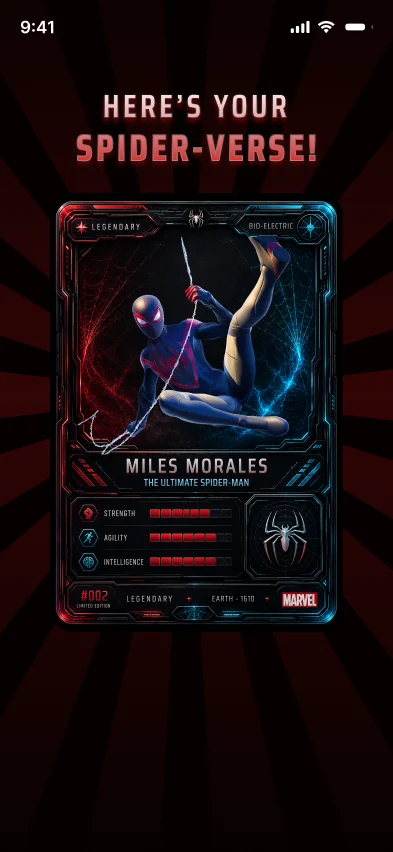 9:41
HERE'S YOUR
SPIDER-VERSE!
LEGENDARY
BIO-ELECTRIC
MILES MORALES
THE ULTIMATE SPIDER-MAN
STRENGTH
AGILITY
INTELLIGENCE
#002
LIMITED EDITION
LEGENDARY
EARTH - 1610
MARVEL